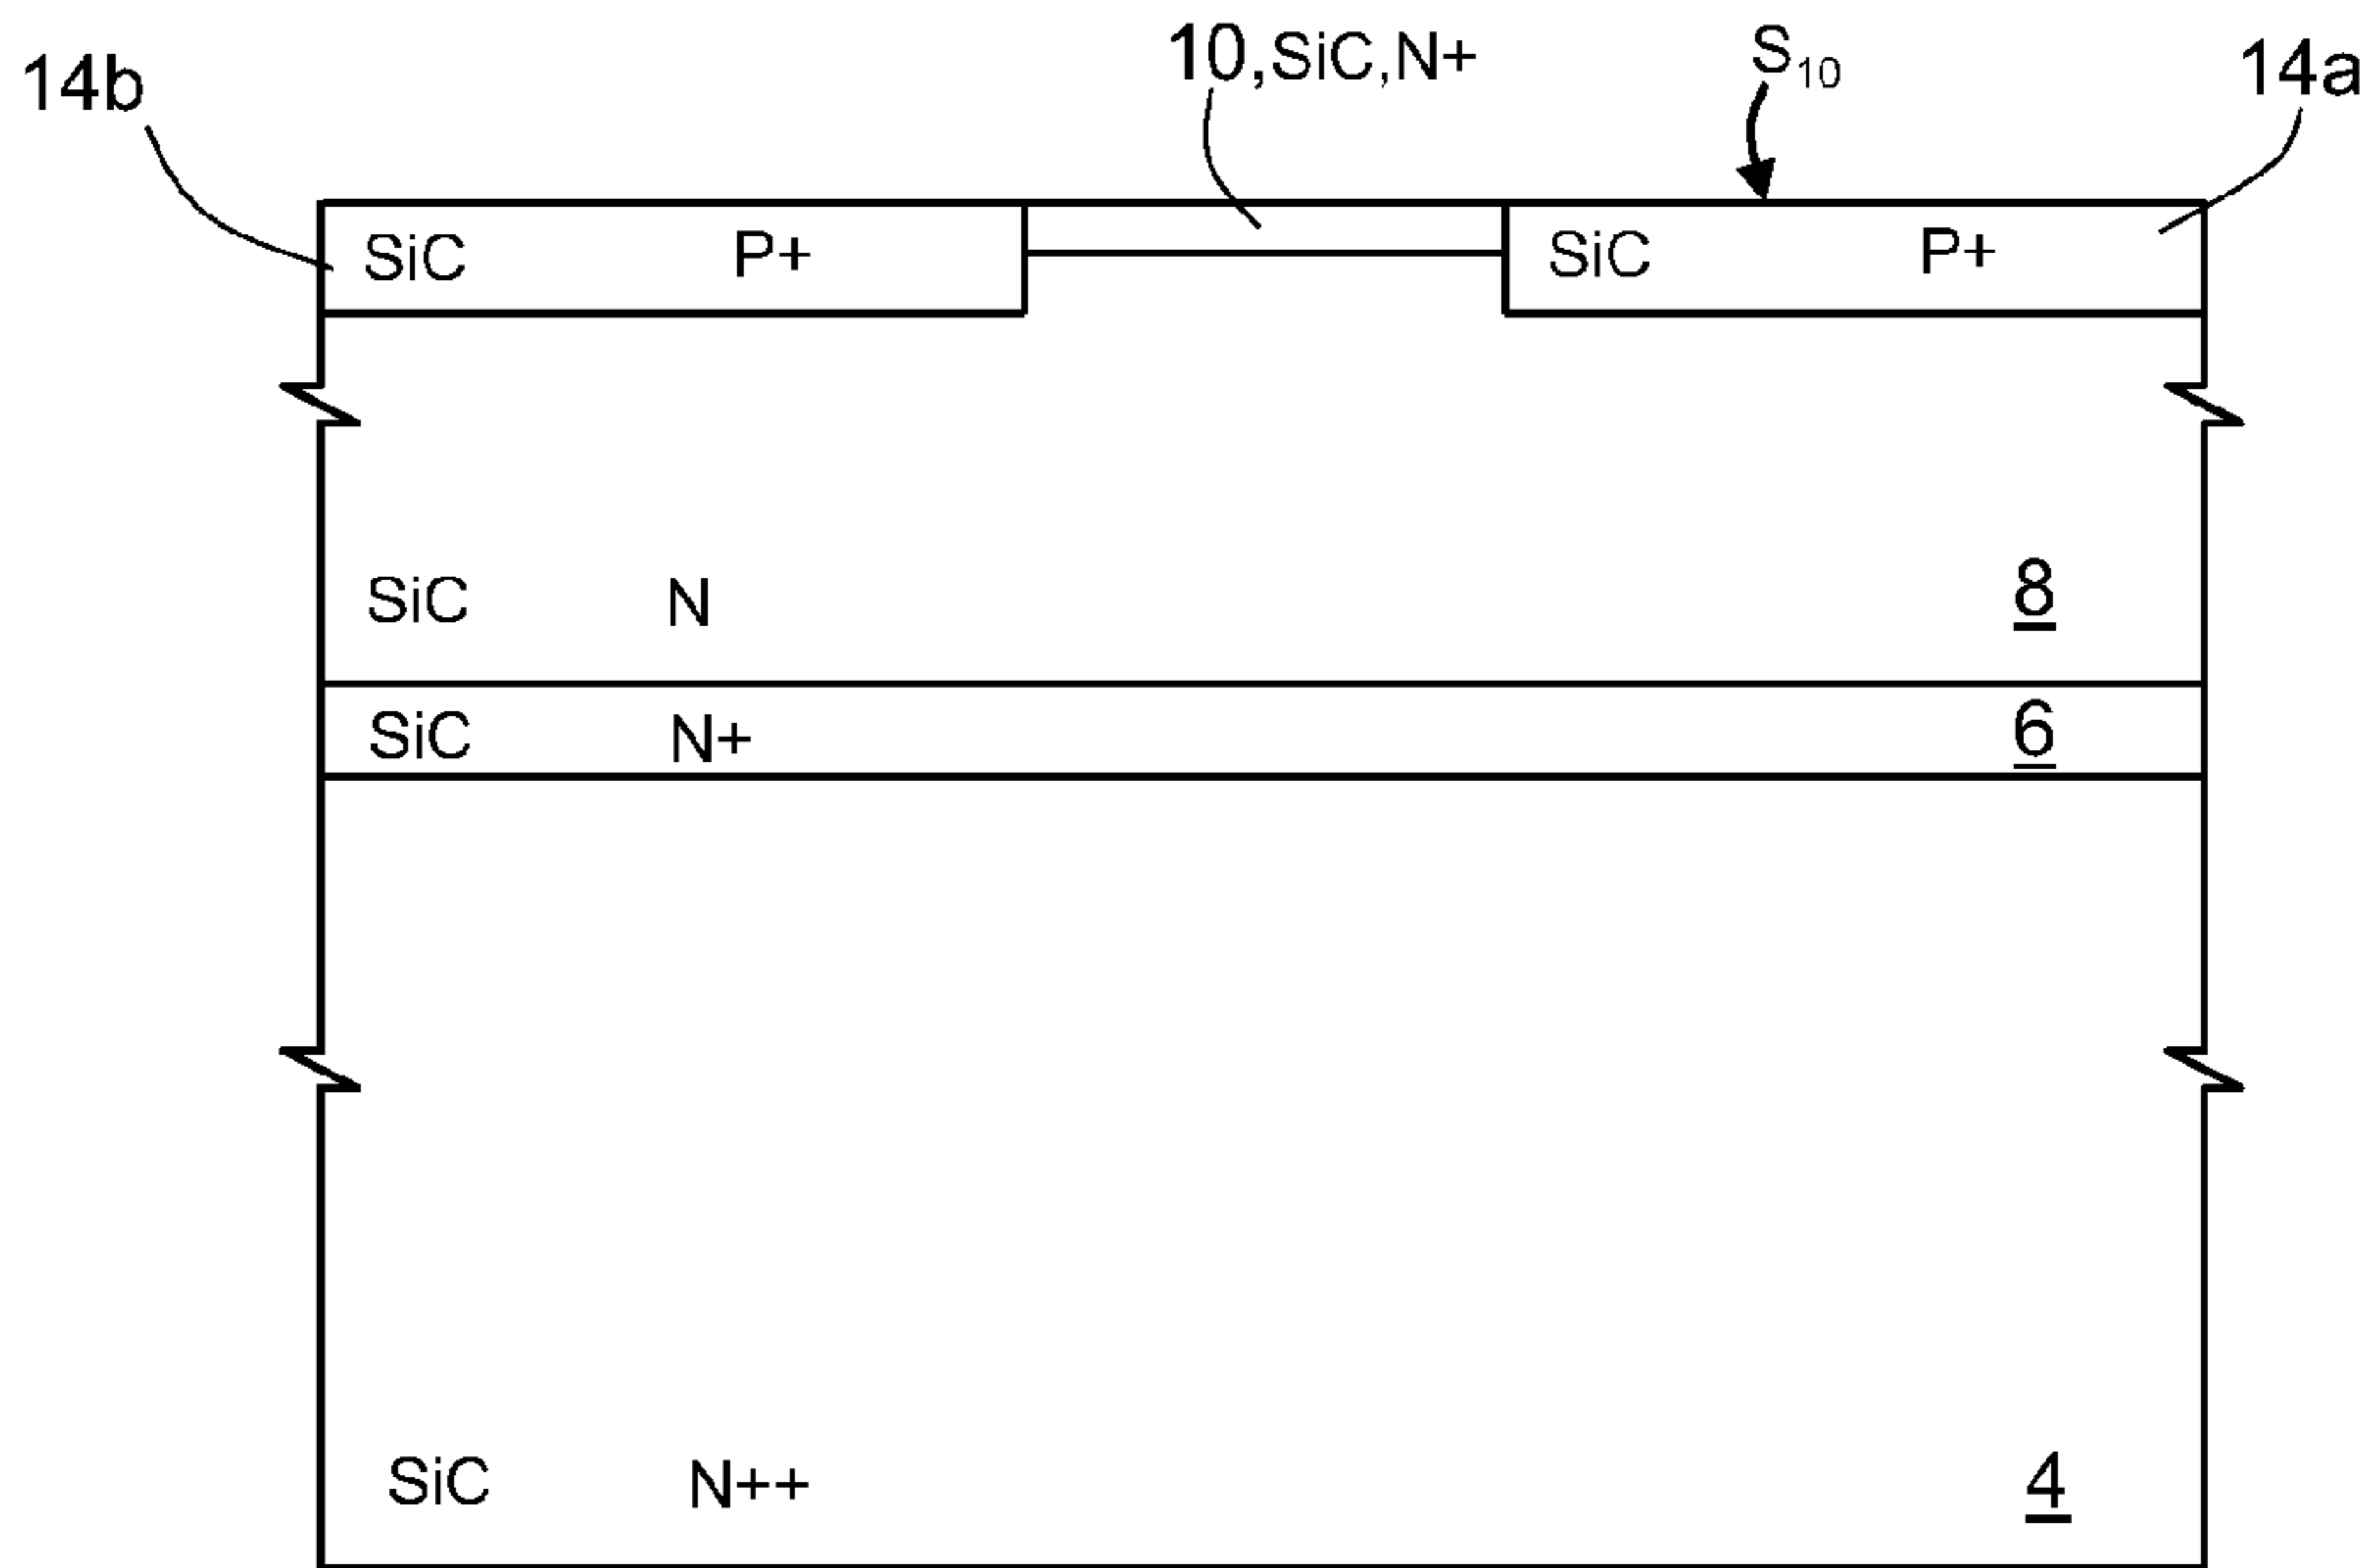 14b
10,SiC,N+
S10
14a
SiC P+
SiC P+
SiC N 8
SiC N+ 6
SiC N++ 4